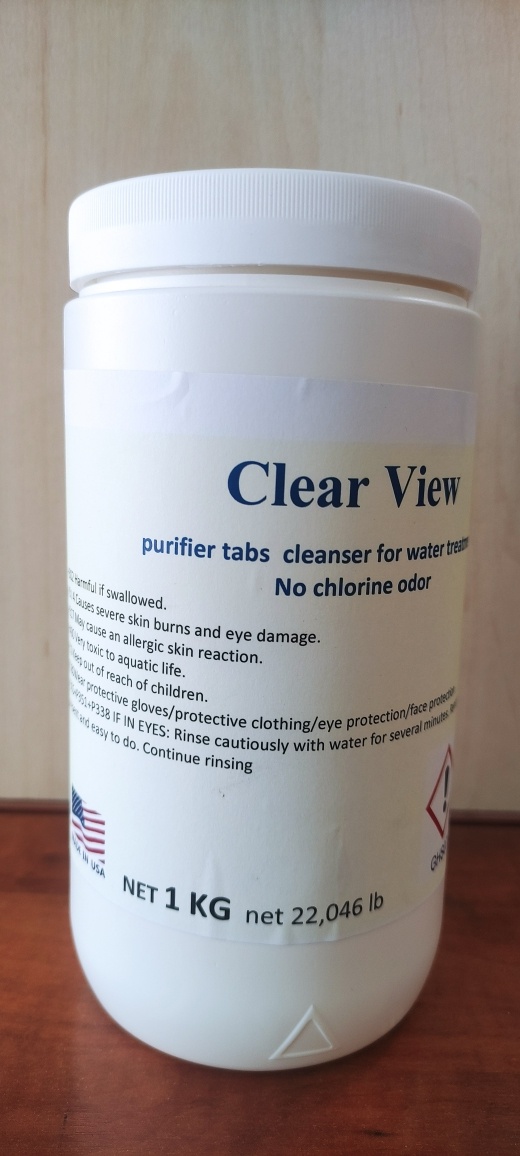 Clear View
purifier tabs cleanser for water
No chlorine odor
Harmful if swallowed.
Causes severe skin burns and eye damage.
May cause an allergic skin reaction.
Very toxic to aquatic life.
Keep out of reach of children.
protective gloves/protective clothing/eye protection/face
+P338 IF IN EYES: Rinse cautiously with water for several minutes.
and easy to do. Continue rinsing
IN USA
NET 1 KG net 22,046 lb